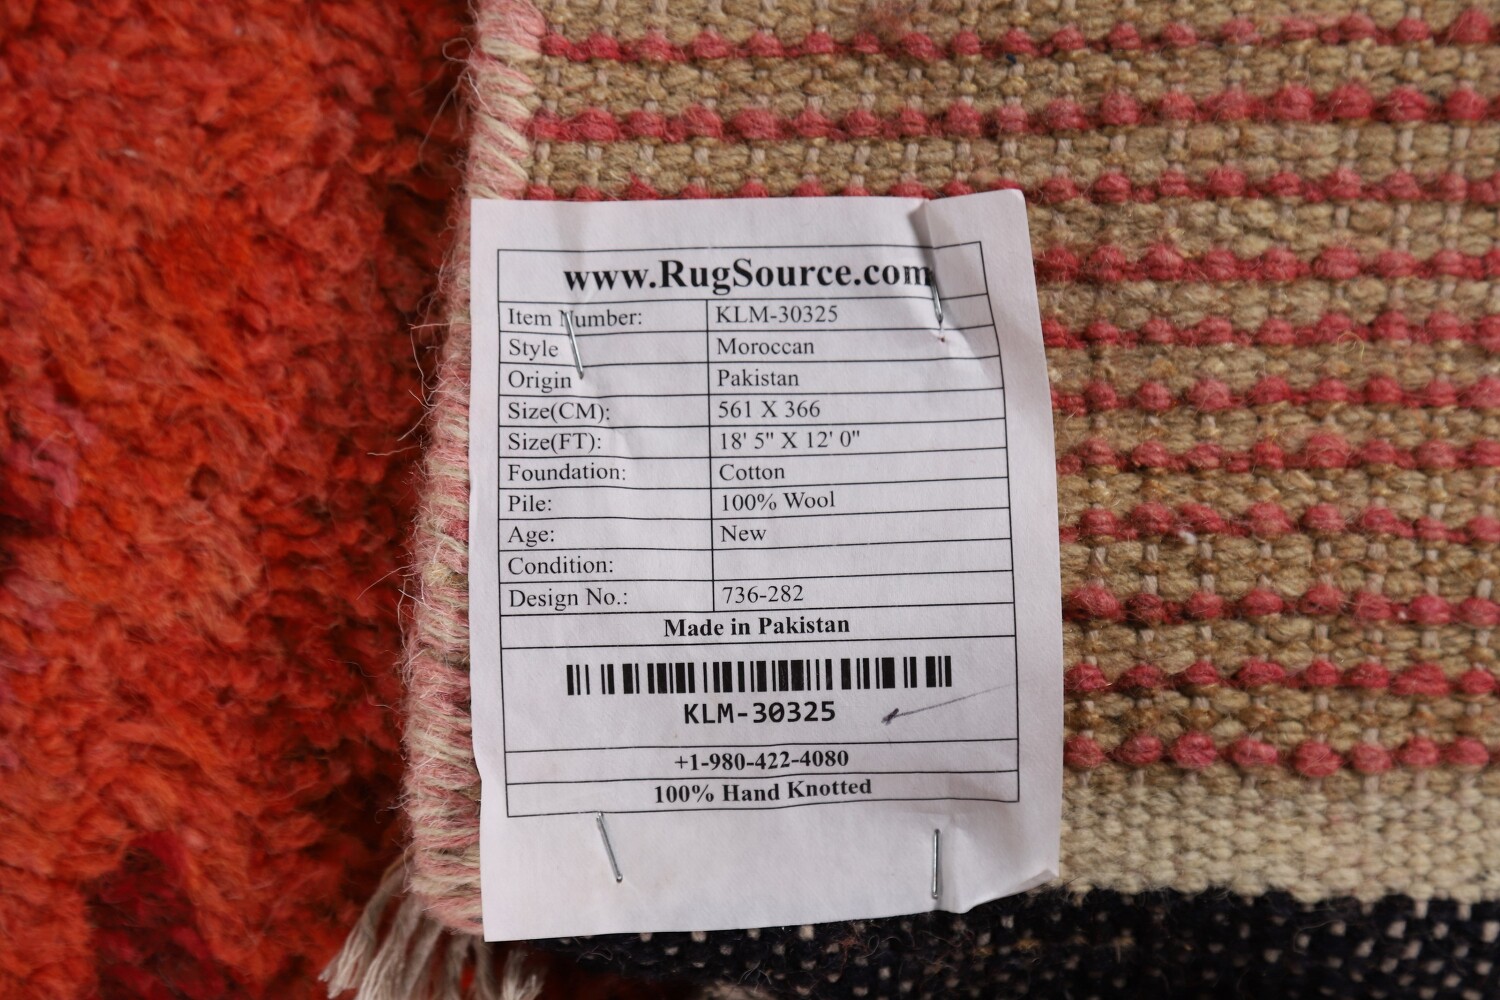 www.RugSource.com
Item Number: KLM-30325
Style Moroccan
Origin Pakistan
Size(CM): 561 X 366
Size(FT): 18' 5" X 12' 0"
Foundation: Cotton
Pile: 100% Wool
Age: New
Condition:
Design No.: 736-282
Made in Pakistan
KLM-30325
+1-980-422-4080
100% Hand Knotted